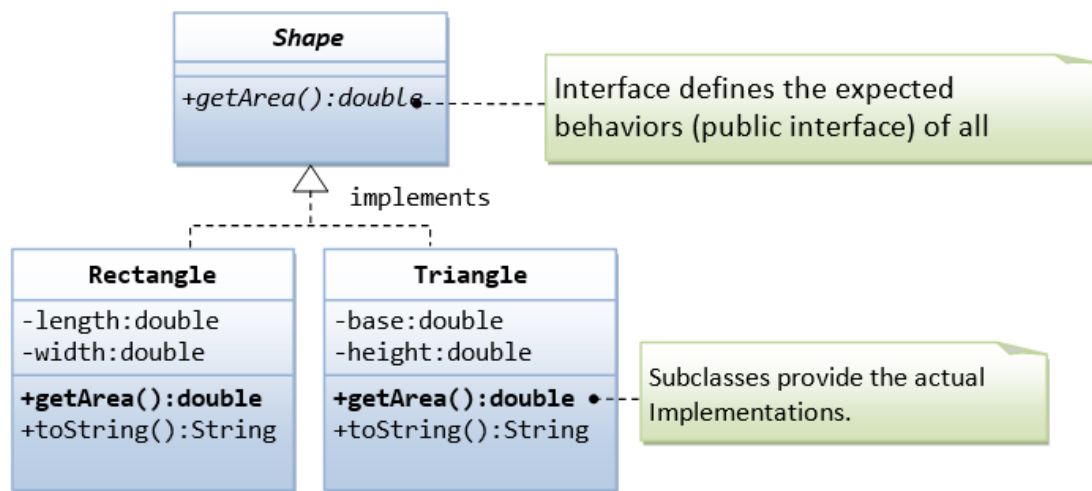 Shape
+getArea():double
Interface defines the expected
behaviors (public interface) of all
implements
Rectangle
-length:double
-width:double
+getArea():double
+toString():String
Triangle
-base:double
-height:double
+getArea():double
+toString():String
Subclasses provide the actual
Implementations.